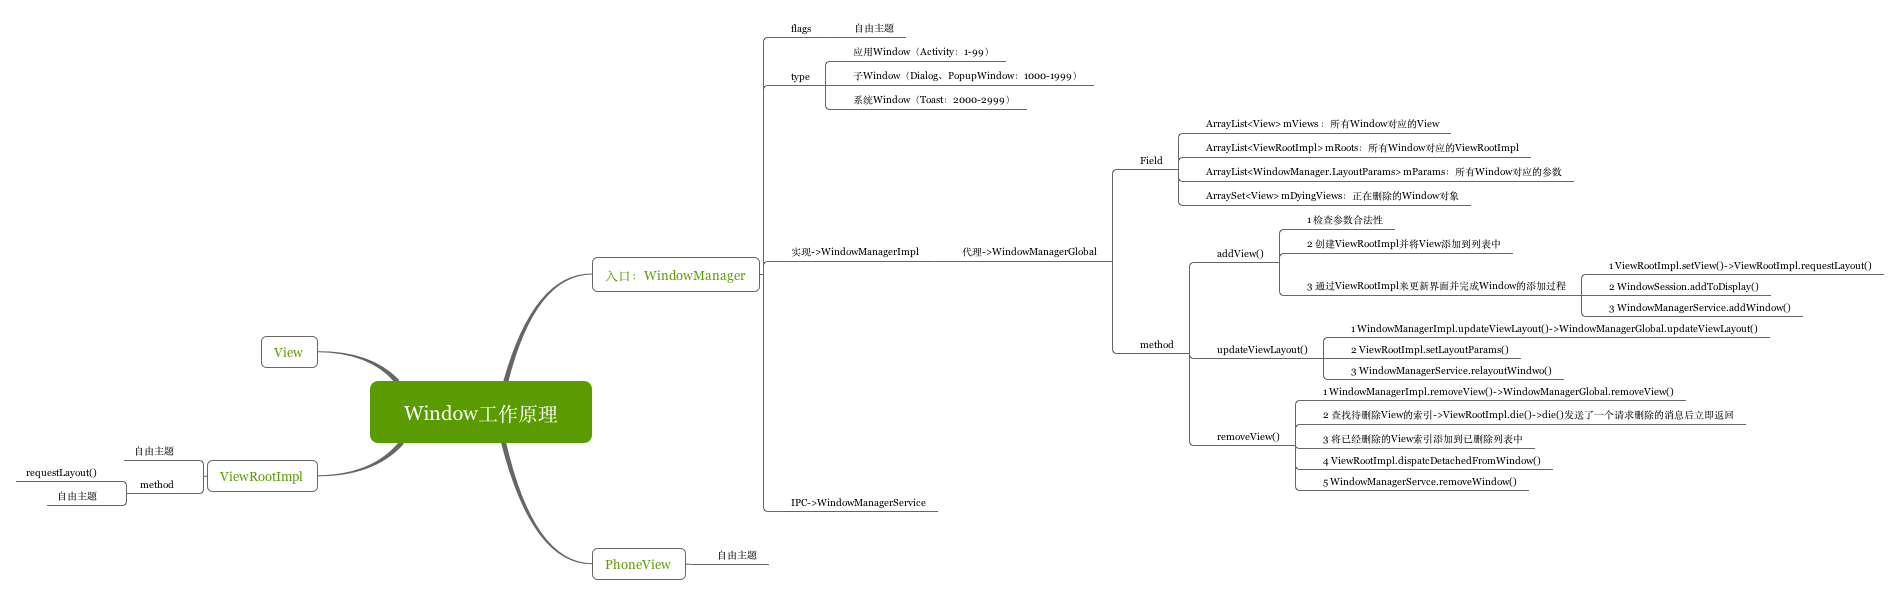 flags
自由主题
应用Window（Activity：1-99）
type
子Window（Dialog、PopupWindow：1000-1999）
系统Window（Toast：2000-2999）
ArrayList<View> mViews ：所有Window对应的View
ArrayList<ViewRootImpl> mRoots：所有Window对应的ViewRootImpl
Field
ArrayList<WindowManager.LayoutParams> mParams：所有Window对应的参数
ArraySet<View> mDyingViews：正在删除的Window对象
1 检查参数合法性
2 创建ViewRootImpl并将View添加到列表中
实现->WindowManagerImpl
代理->WindowManagerGlobal
addView()
1 ViewRootImpl.setView()->ViewRootImpl.requestLayout()
入口：WindowManager
3 通过ViewRootImpl来更新界面并完成Window的添加过程
2 WindowSession.addToDisplay()
3 WindowManagerService.addWindow()
1 WindowManagerImpl.updateViewLayout()->WindowManagerGlobal.updateViewLayout()
method
View
updateViewLayout()
2 ViewRootImpl.setLayoutParams()
3 WindowManagerService.relayoutWindwo()
1 WindowManagerImpl.removeView()->WindowManagerGlobal.removeView()
Window工作原理
2 查找待删除View的索引->ViewRootImpl.die()->die()发送了一个请求删除的消息后立即返回
removeView()
3 将已经删除的View索引添加到已删除列表中
自由主题
4 ViewRootImpl.dispatcDetachedFromWindow()
requestLayout()
ViewRootImpl
method
5 WindowManagerServce.removeWindow()
自由主题
IPC->WindowManagerService
PhoneView
自由主题